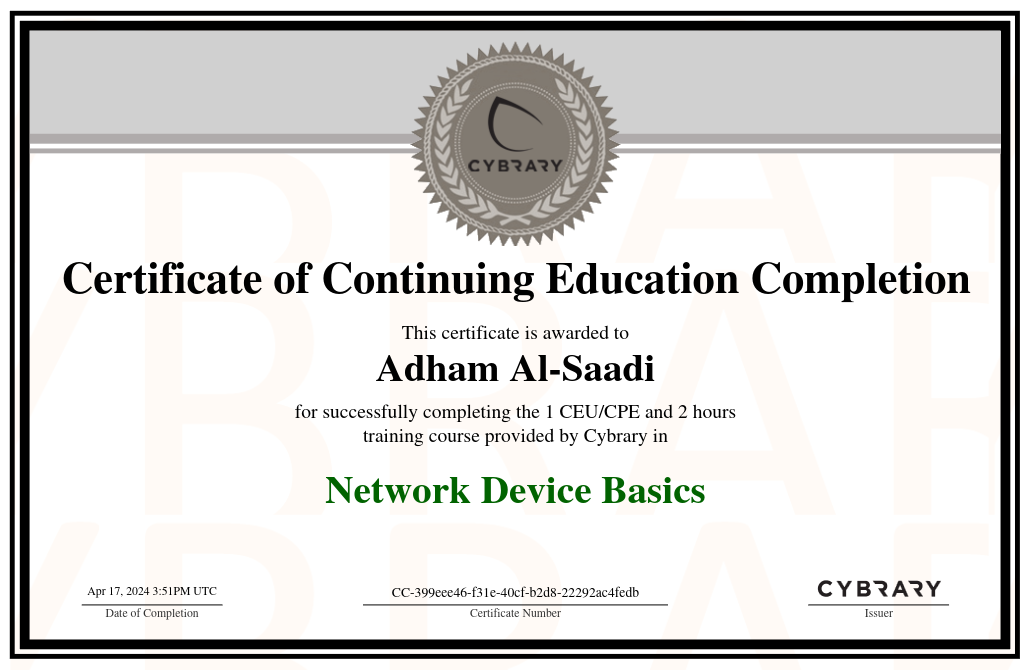 CYBRARY
Certificate of Continuing Education Completion
This certificate is awarded to
Adham Al-Saadi
for successfully completing the 1 CEU/CPE and 2 hours
training course provided by Cybrary in
Network Device Basics
Apr 17, 2024 3:51PM UTC
Date of Completion
CC-399eee46-f31e-40cf-b2d8-22292ac4fedb
Certificate Number
CYBRARY
Issuer